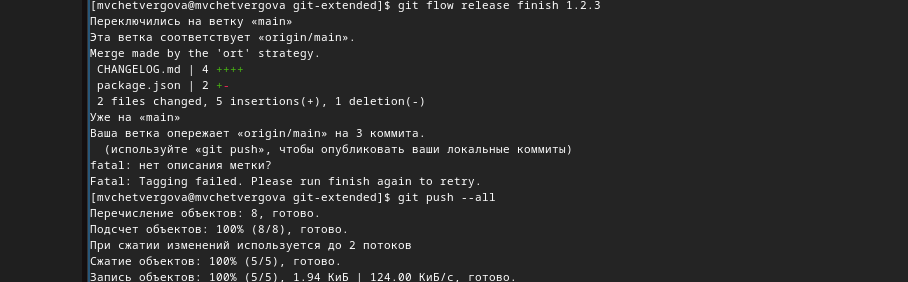 [mvchetvergova@mvchetvergova git-extended]$ git flow release finish 1.2.3
Переключились на ветку «main»
Эта ветка соответствует «origin/main».
Merge made by the 'ort' strategy.
 CHANGELOG.md | 4 ++++
 package.json | 2 +-
 2 files changed, 5 insertions(+), 1 deletion(-)
Уже на «main»
Ваша ветка опережает «origin/main» на 3 коммита.
  (используйте «git push», чтобы опубликовать ваши локальные коммиты)
fatal: нет описания метки?
Fatal: Tagging failed. Please run finish again to retry.
[mvchetvergova@mvchetvergova git-extended]$ git push --all
Перечисление объектов: 8, готово.
Подсчет объектов: 100% (8/8), готово.
При сжатии изменений используется до 2 потоков
Сжатие объектов: 100% (5/5), готово.
Запись объектов: 100% (5/5), 1.94 КиБ | 124.00 КиБ/с, готово.